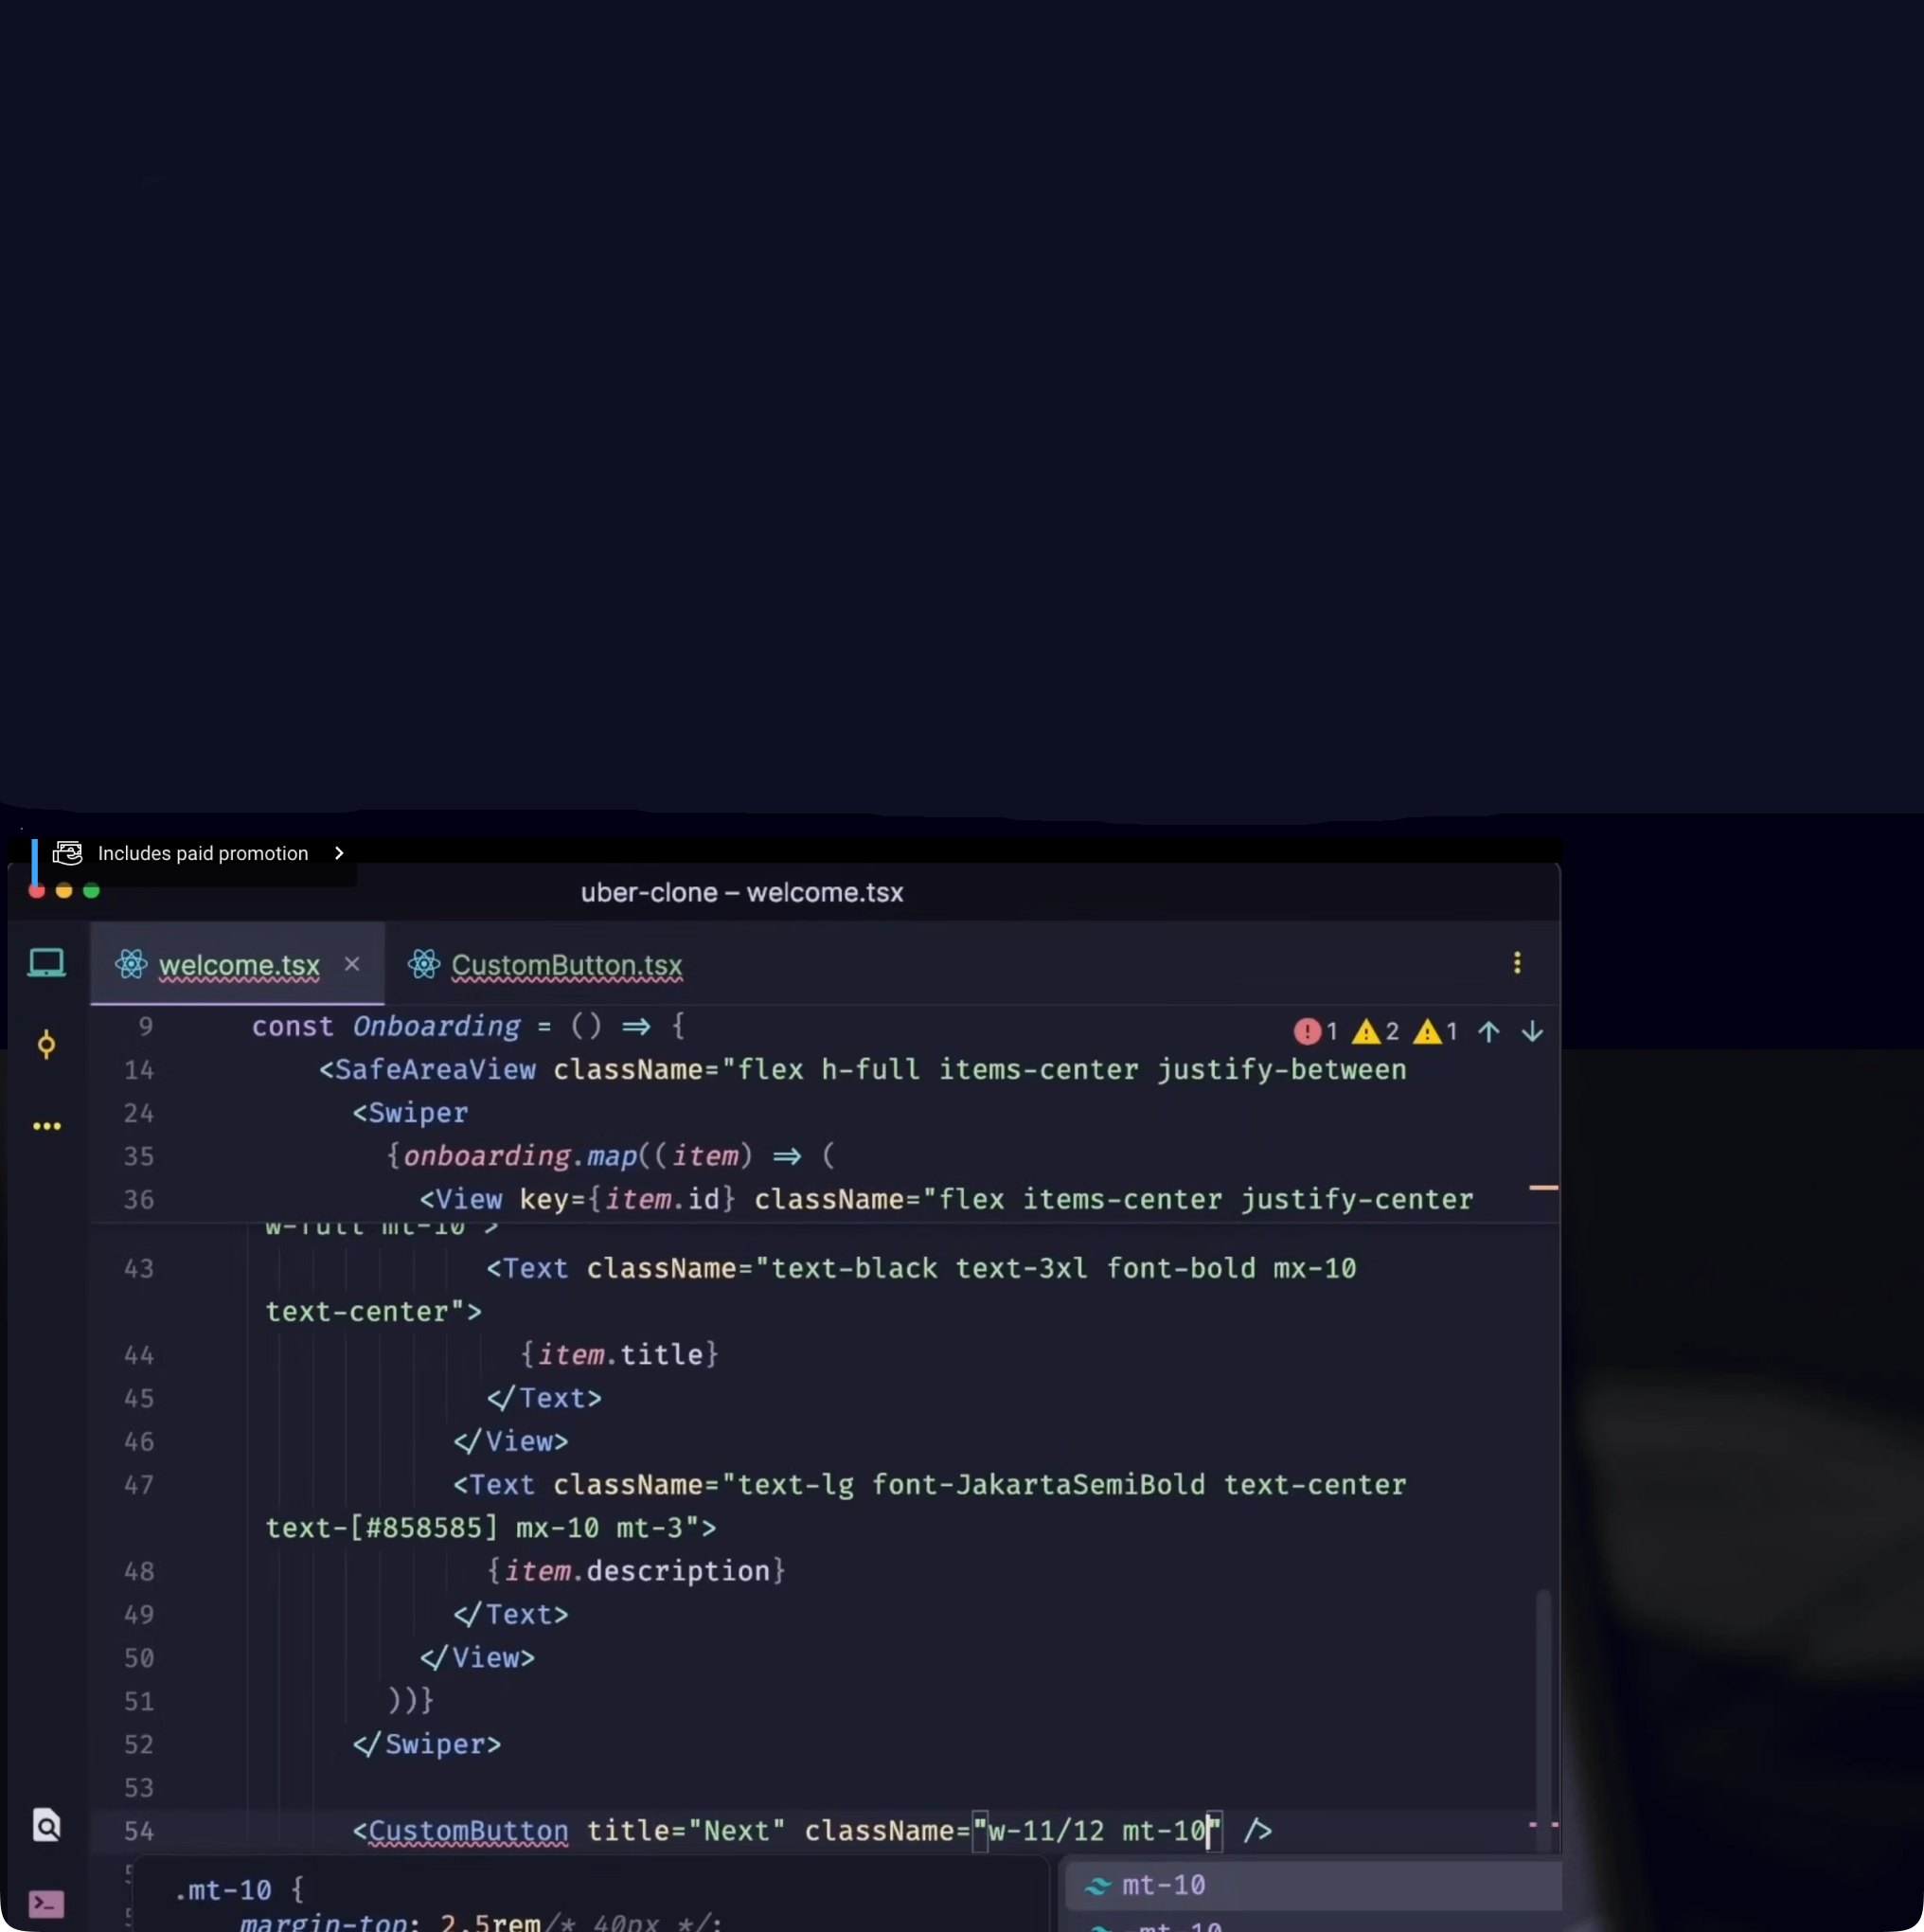 Includes paid promotion
uber-clone – welcome.tsx
welcome.tsx × CustomButton.tsx
9 const Onboarding = () => { 1 2 1
14 <SafeAreaView className="flex h-full items-center justify-between
24 <Swiper
35 {onboarding.map((item) => (
36 <View key={item.id} className="flex items-center justify-center
w-full mt-10">
43 <Text className="text-black text-3xl font-bold mx-10
text-center">
44 {item.title}
45 </Text>
46 </View>
47 <Text className="text-lg font-JakartaSemiBold text-center
text-[#858585] mx-10 mt-3">
48 {item.description}
49 </Text>
50 </View>
51 ))}
52 </Swiper>
53
54 <CustomButton title="Next" className="w-11/12 mt-10" />
.mt-10 { mt-10
margin-top: 2.5rem/* 40px */; -mt-10